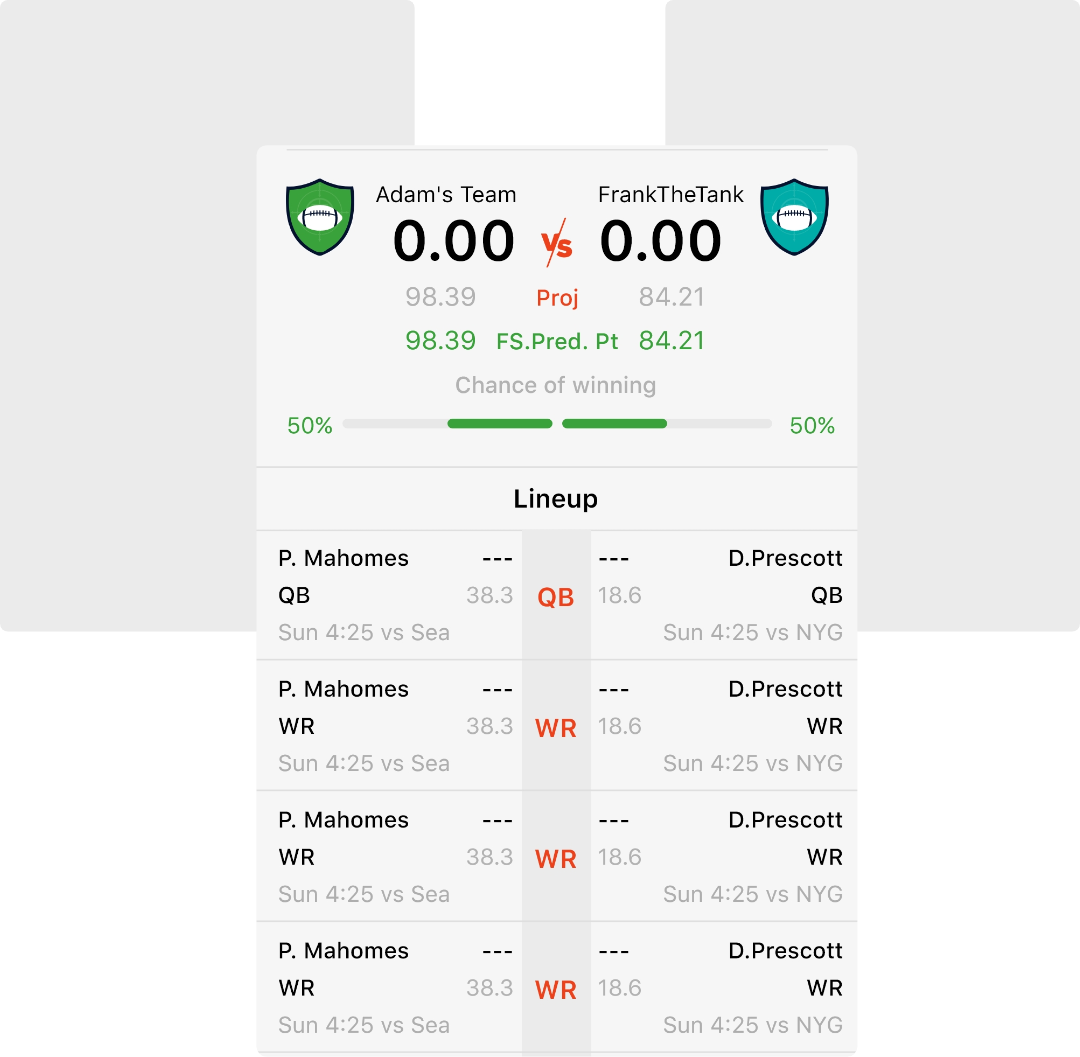 Adam's Team FrankTheTank
0.00 VS 0.00
98.39 Proj 84.21
98.39 FS.Pred. Pt 84.21
Chance of winning
50% 50%
Lineup
P. Mahomes --- --- D.Prescott
QB 38.3 QB 18.6 QB
Sun 4:25 vs Sea Sun 4:25 vs NYG
P. Mahomes --- --- D.Prescott
WR 38.3 WR 18.6 WR
Sun 4:25 vs Sea Sun 4:25 vs NYG
P. Mahomes --- --- D.Prescott
WR 38.3 WR 18.6 WR
Sun 4:25 vs Sea Sun 4:25 vs NYG
P. Mahomes --- --- D.Prescott
WR 38.3 WR 18.6 WR
Sun 4:25 vs Sea Sun 4:25 vs NYG